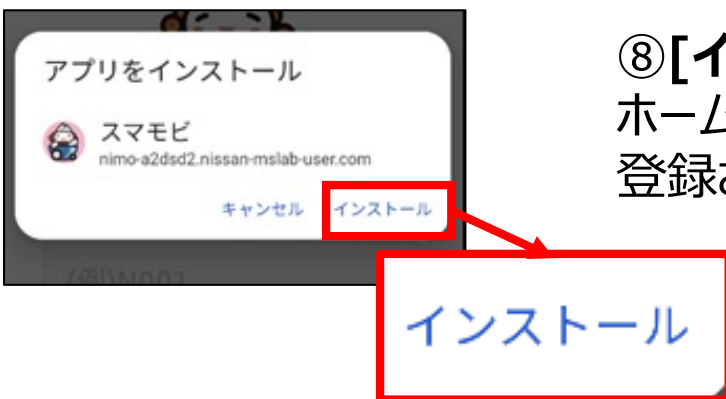 アプリをインストール
スマモビ
nimo-a2dsd2.nissan-mslab-user.com
キャンセル インストール
(例)N001
インストール
⑧[イ
ホーム
登録